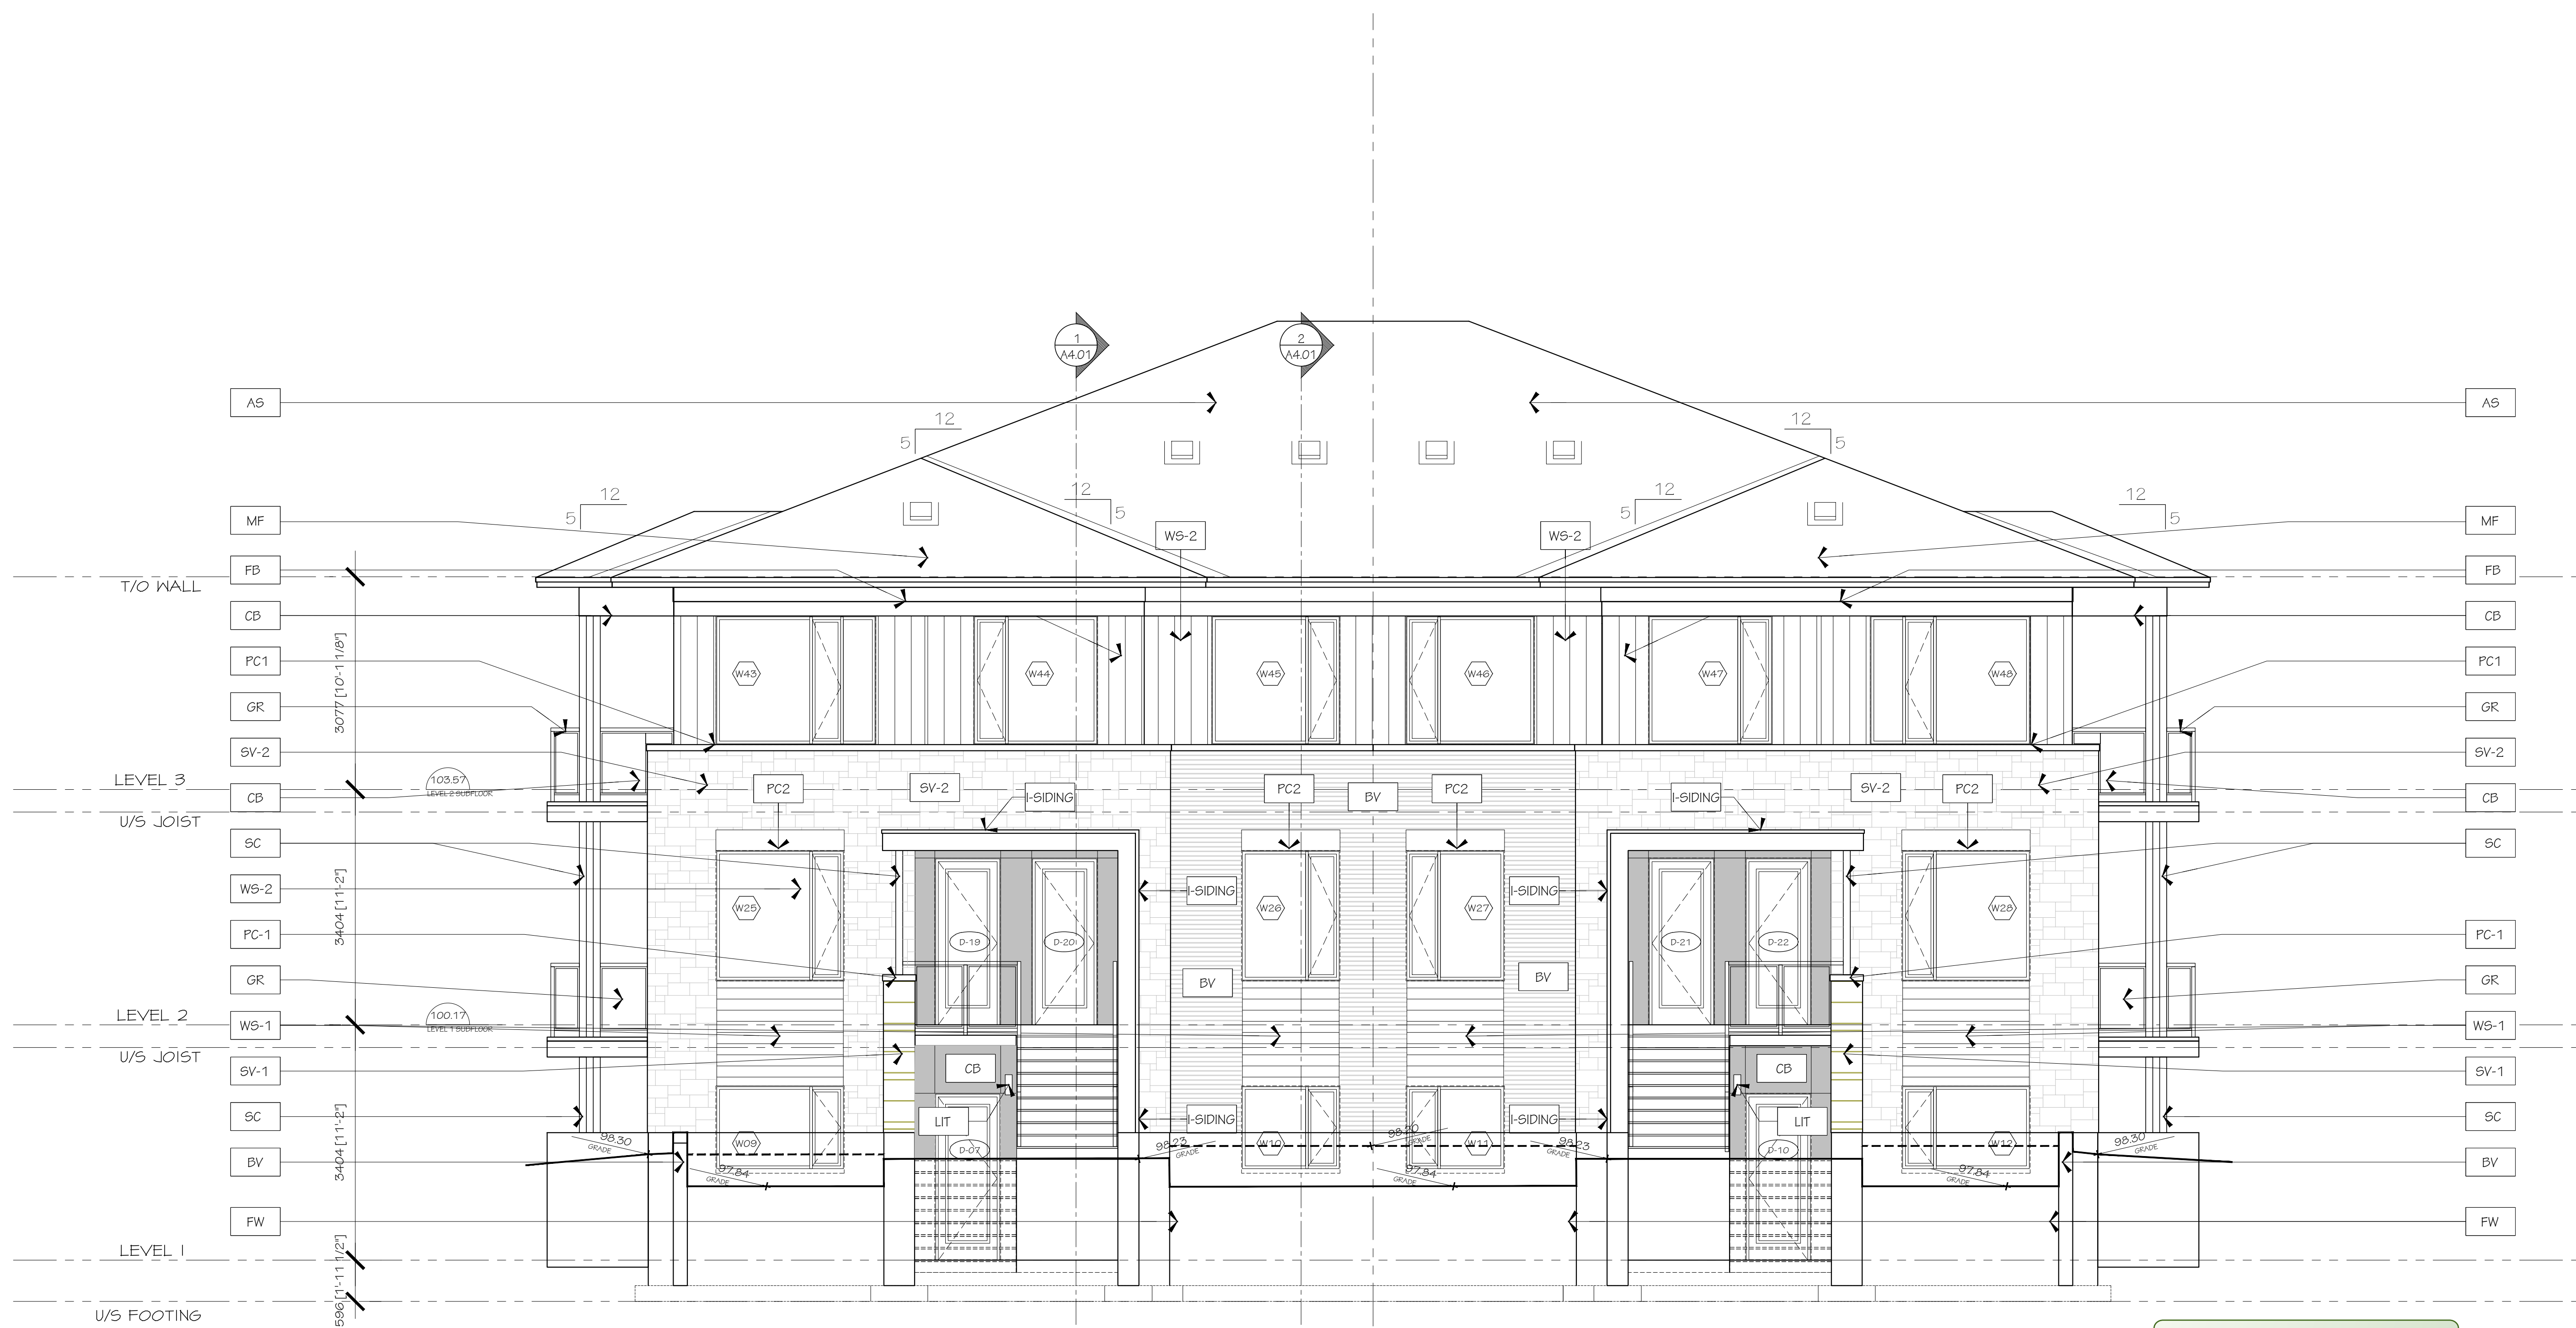 1
A4.01
2
A4.01
AS
AS
12
5
12
5
12
5
12
5
12
5
12
5
MF
WS-2
WS-2
MF
FB
FB
T/O WALL
CB
CB
3077 [10'-1 1/8"]
PC1
PC1
W43
W44
W45
W46
W47
W48
GR
GR
SV-2
SV-2
LEVEL 3
103.57
LEVEL 2 SUBFLOOR
CB
CB
PC2
SV-2
I-SIDING
PC2
BV
PC2
I-SIDING
SV-2
PC2
U/S JOIST
SC
SC
3404 [11'-2"]
WS-2
I-SIDING
I-SIDING
W25
W26
W27
W28
PC-1
PC-1
D-19
D-20
D-21
D-22
GR
BV
BV
GR
LEVEL 2
100.17
LEVEL 1 SUBFLOOR
WS-1
WS-1
U/S JOIST
SV-1
CB
CB
SV-1
SC
LIT
I-SIDING
I-SIDING
LIT
SC
3404 [11'-2"]
98.30
GRADE
W09
D-07
98.23
GRADE
W10
98.20
GRADE
W11
98.23
D-10
W12
98.30
GRADE
BV
BV
97.84
GRADE
97.84
GRADE
97.84
GRADE
FW
FW
LEVEL 1
596 [1'-11 1/2"]
U/S FOOTING